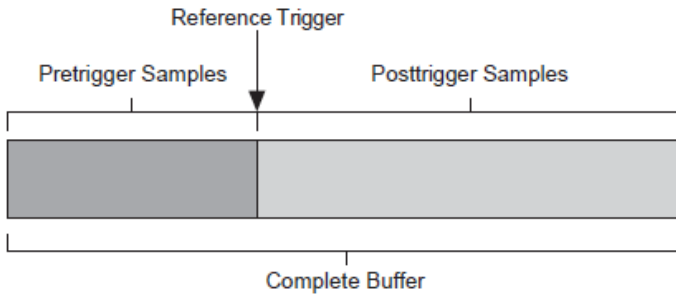 Reference Trigger
Pretrigger Samples
Posttrigger Samples
Complete Buffer